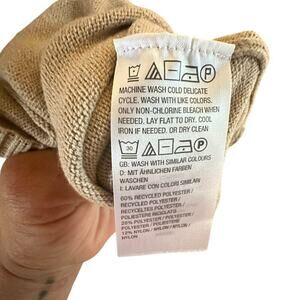 MACHINE WASH COLD DELICATE
CYCLE. WASH WITH LIKE COLORS.
ONLY NON-CHLORINE BLEACH WHEN
NEEDED. LAY FLAT TO DRY. COOL
IRON IF NEEDED. OR DRY CLEAN
30
GB: WASH WITH SIMILAR COLOURS
D: MIT ÄHNLICHEN FARBEN
WASCHEN
I: LAVARE CON COLORI SIMILARI
60% RECYCLED POLYESTER /
RECYCLED POLYESTER /
RECYCELTES POLYESTER /
POLIESTERE RICICLATO
28% POLYESTER / POLYESTER
/ POLYESTER / POLIESTERE
12% NYLON / NYLON / NYLON /
NYLON